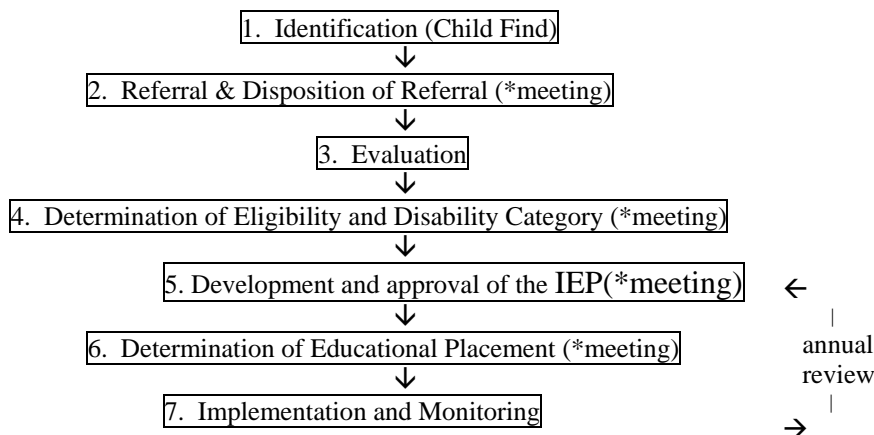 1. Identification (Child Find)
↓
2. Referral & Disposition of Referral (*meeting)
↓
3. Evaluation
↓
4. Determination of Eligibility and Disability Category (*meeting)
↓
5. Development and approval of the IEP(*meeting) ←
↓ |
6. Determination of Educational Placement (*meeting) annual
review
↓ |
7. Implementation and Monitoring →